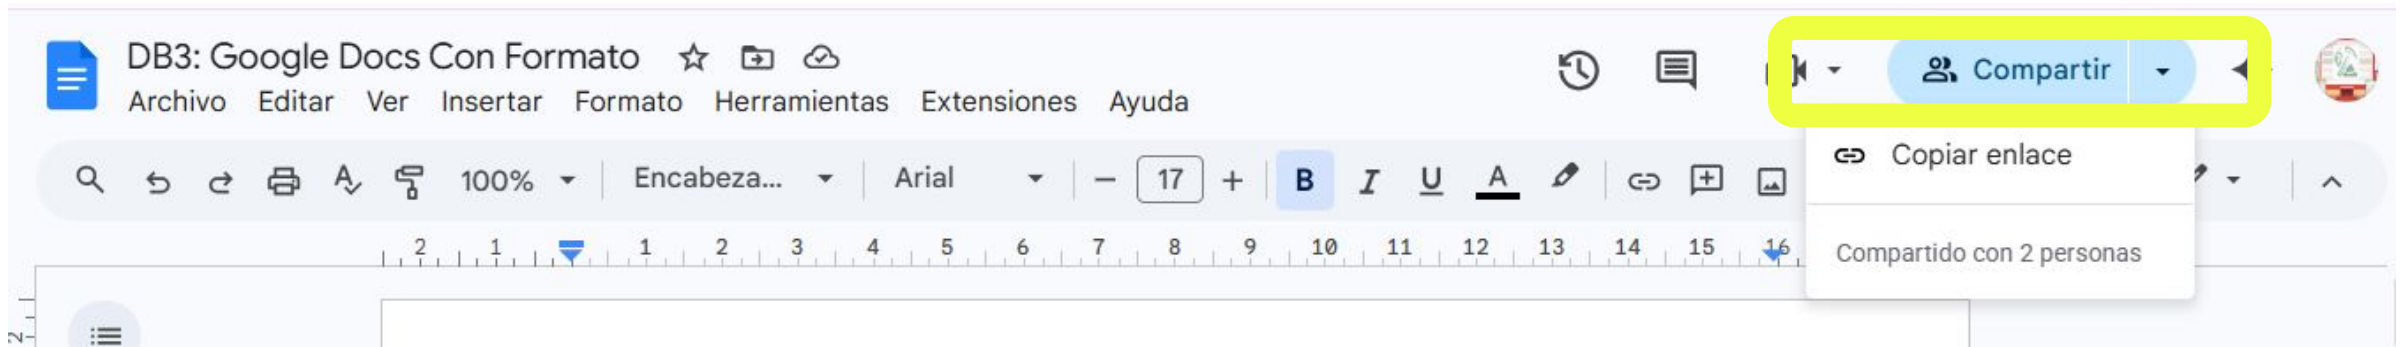 DB3: Google Docs Con Formato
Archivo Editar Ver Insertar Formato Herramientas Extensiones Ayuda
Compartir
100% Encabeza... Arial 17 B I U A
Copiar enlace
2 1 1 2 3 4 5 6 7 8 9 10 11 12 13 14 15 16
Compartido con 2 personas
2